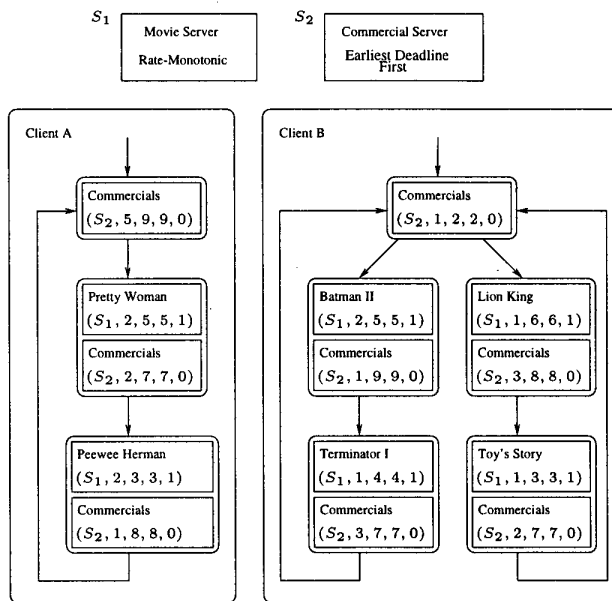 S1
Movie Server
Rate-Monotonic
S2
Commercial Server
Earliest Deadline
First
Client A
Commercials
(S2, 5, 9, 9, 0)
Pretty Woman
(S1, 2, 5, 5, 1)
Commercials
(S2, 2, 7, 7, 0)
Peewee Herman
(S1, 2, 3, 3, 1)
Commercials
(S2, 1, 8, 8, 0)
Client B
Commercials
(S2, 1, 2, 2, 0)
Batman II
(S1, 2, 5, 5, 1)
Commercials
(S2, 1, 9, 9, 0)
Lion King
(S1, 1, 6, 6, 1)
Commercials
(S2, 3, 8, 8, 0)
Terminator I
(S1, 1, 4, 4, 1)
Commercials
(S2, 3, 7, 7, 0)
Toy's Story
(S1, 1, 3, 3, 1)
Commercials
(S2, 2, 7, 7, 0)